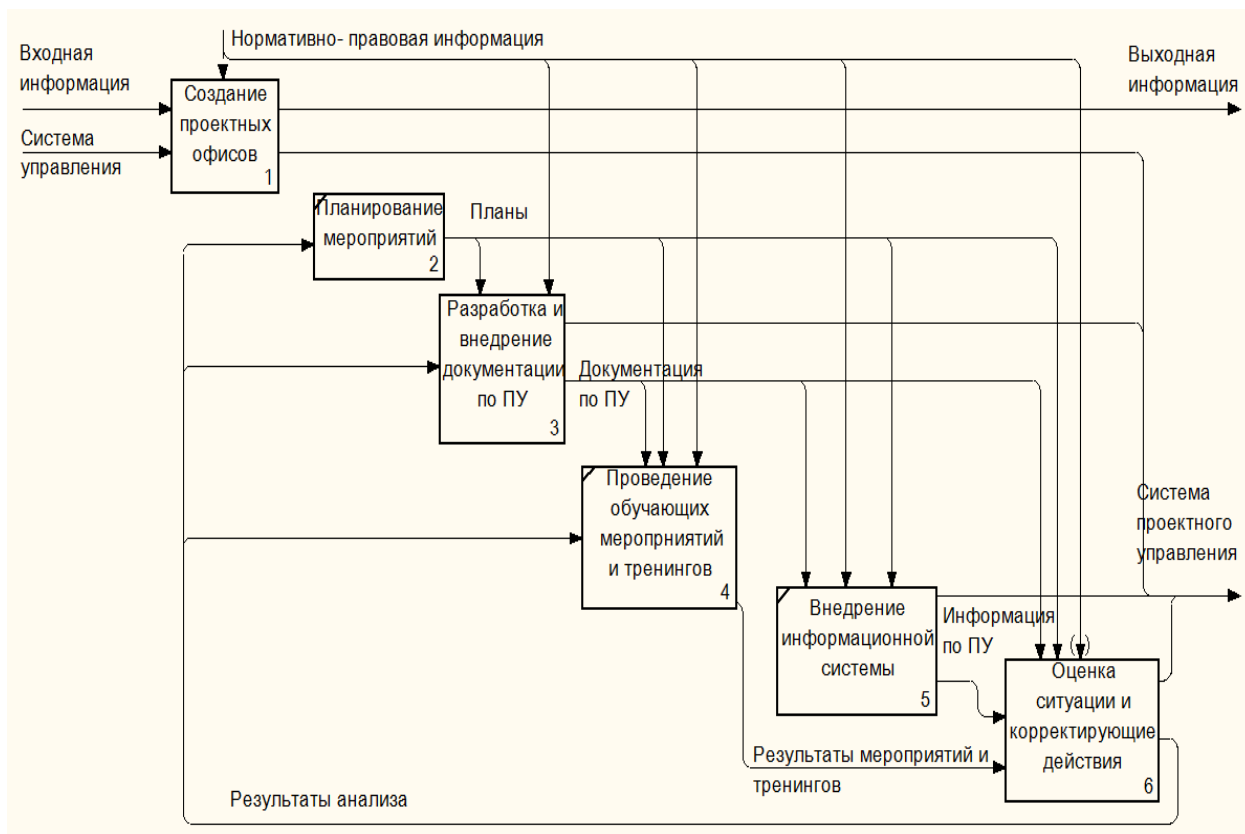 Нормативно- правовая информация
Входная
информация
Выходная
информация
Создание
проектных
офисов
1
Система
управления
Планирование
мероприятий
2
Планы
Разработка и
внедрение
документации
по ПУ
3
Документация
по ПУ
Проведение
обучающих
меропрниятий
и тренингов
4
Система
проектного
управления
Внедрение
информационной
системы
5
Информация
по ПУ
( )
Оценка
ситуации и
корректирующие
действия
6
Результаты мероприятий и
тренингов
Результаты анализа